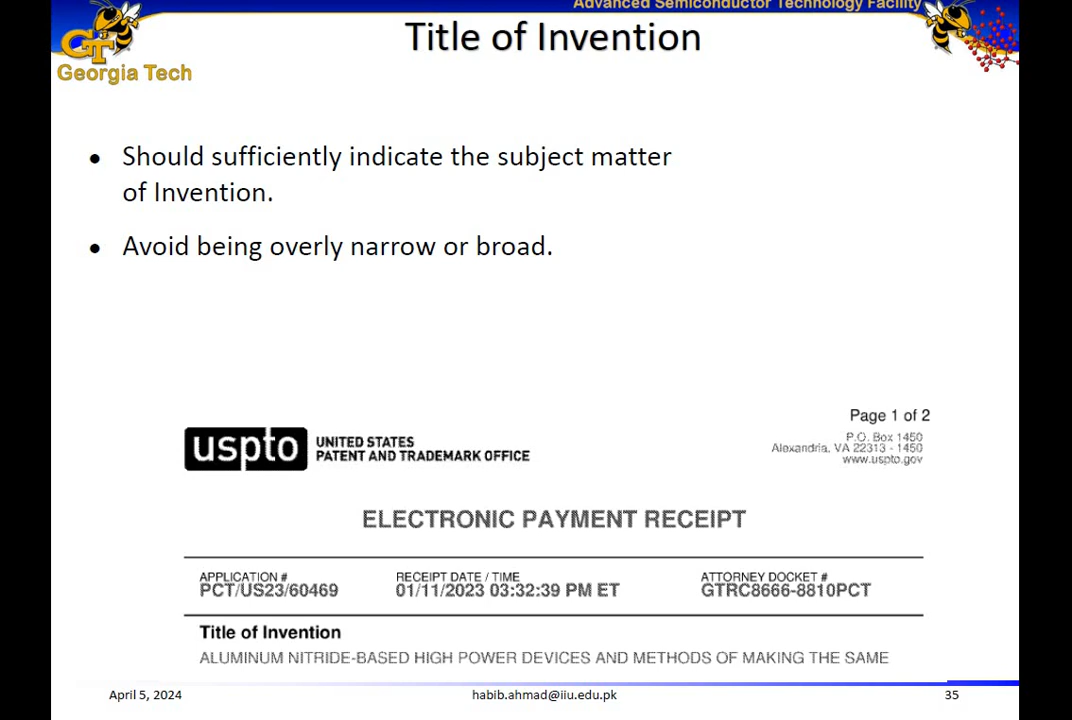 Advanced Semiconductor Technology Facility
GT
Georgia Tech
Title of Invention
• Should sufficiently indicate the subject matter
of Invention.
• Avoid being overly narrow or broad.
Page 1 of 2
P.O. Box 1450
Alexandria, VA 22313 - 1450
www.uspto.gov
uspto
UNITED STATES
PATENT AND TRADEMARK OFFICE
ELECTRONIC PAYMENT RECEIPT
APPLICATION #
PCT/US23/60469
RECEIPT DATE / TIME
01/11/2023 03:32:39 PM ET
ATTORNEY DOCKET #
GTRC8666-8810PCT
Title of Invention
ALUMINUM NITRIDE-BASED HIGH POWER DEVICES AND METHODS OF MAKING THE SAME
April 5, 2024
habib.ahmad@iiu.edu.pk
35